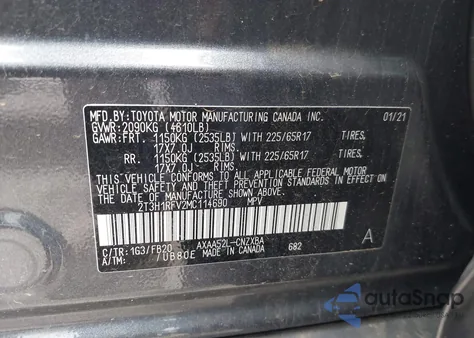 MFD. BY: TOYOTA MOTOR MANUFACTURING CANADA INC. 01/21
GVWR: 2090KG (4610LB)
GAWR: FRT. 1150KG (2535LB) WITH 225/65R17 TIRES,
17X7.0J RIMS.
RR. 1150KG (2535LB) WITH 225/65R17 TIRES,
17X7.0J RIMS.
THIS VEHICLE CONFORMS TO ALL APPLICABLE FEDERAL MOTOR
VEHICLE SAFETY, BUMPER, AND THEFT PREVENTION STANDARDS
IN EFFECT ON THE DATE OF MANUFACTURE SHOWN ABOVE.
2T3H1RFV2MC114690 MPV
C/TR: 1G3/FB20 AXAA52L-CNZXBA 682 A
A/TM: /UB80E MADE IN CANADA
autoSnap